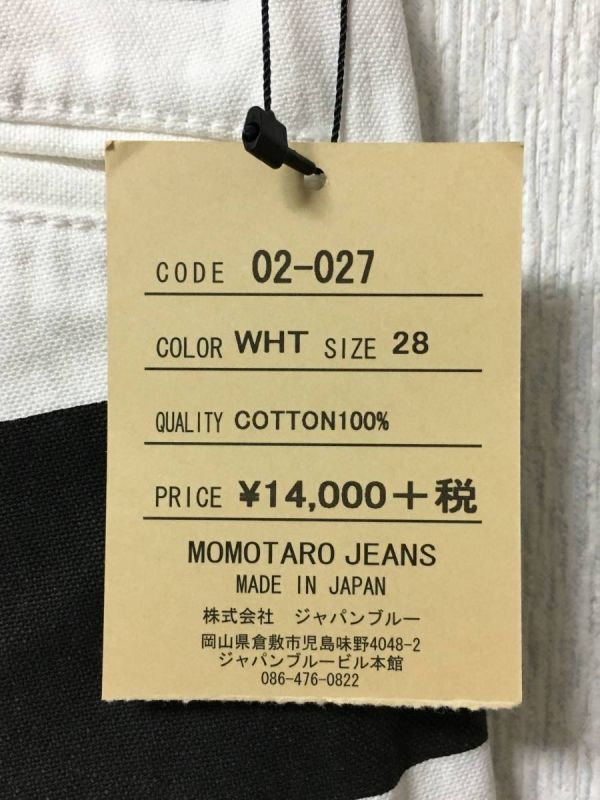 CODE 02-027
COLOR WHT SIZE 28
QUALITY COTTON100%
PRICE ¥14,000+税
MOMOTARO JEANS
MADE IN JAPAN
株式会社 ジャパンブルー
岡山県倉敷市児島味野4048-2
ジャパンブルービル本館
086-476-0822